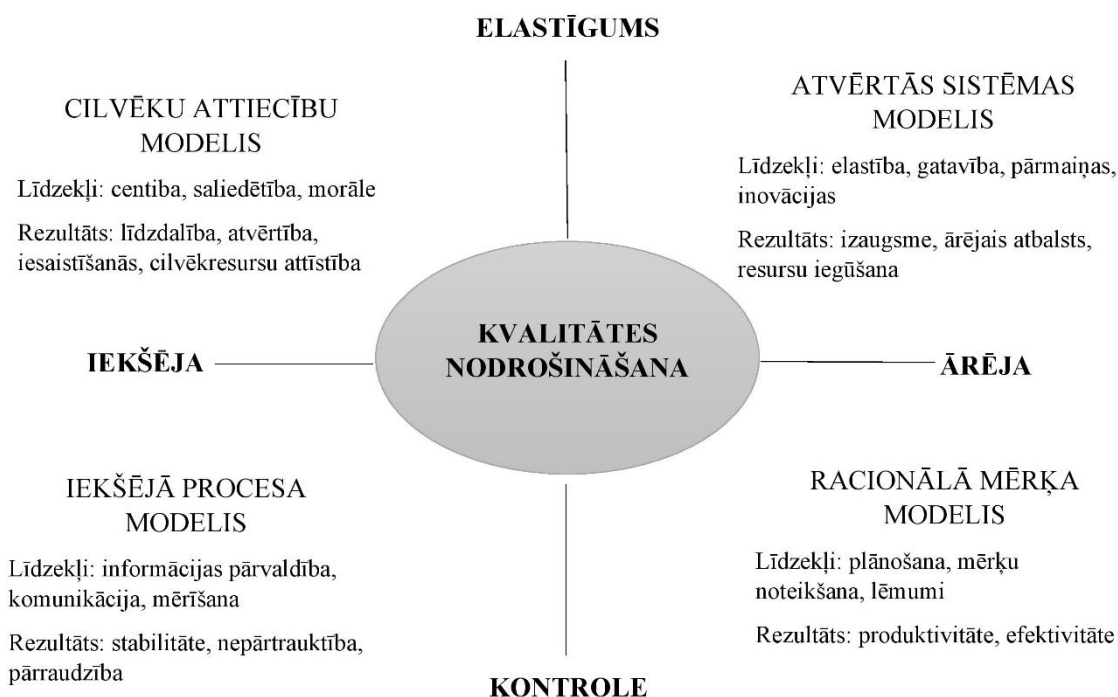 ELASTĪGUMS
CILVĒKU ATTIECĪBU
MODELIS
Līdzekļi: centiba, saliedētība, morāle
Rezultāts: līdzdalība, atvērtība,
iesaistīšanās, cilvēkresursu attīstība
ATVĒRTĀS SISTĒMAS
MODELIS
Līdzekļi: elastība, gatavība, pārmaiņas,
inovācijas
Rezultāts: izaugsme, ārējais atbalsts,
resursu iegūšana
IEKŠĒJA
KVALITĀTES
NODROŠINĀŠANA
ĀRĒJA
IEKŠĒJĀ PROCESA
MODELIS
Līdzekļi: informācijas pārvaldība,
komunikācija, mērīšana
Rezultāts: stabilitāte, nepārtrauktība,
pārraudzība
RACIONĀLĀ MĒRĶA
MODELIS
Līdzekļi: plānošana, mērķu
noteikšana, lēmumi
Rezultāts: produktivitāte, efektivitāte
KONTROLE